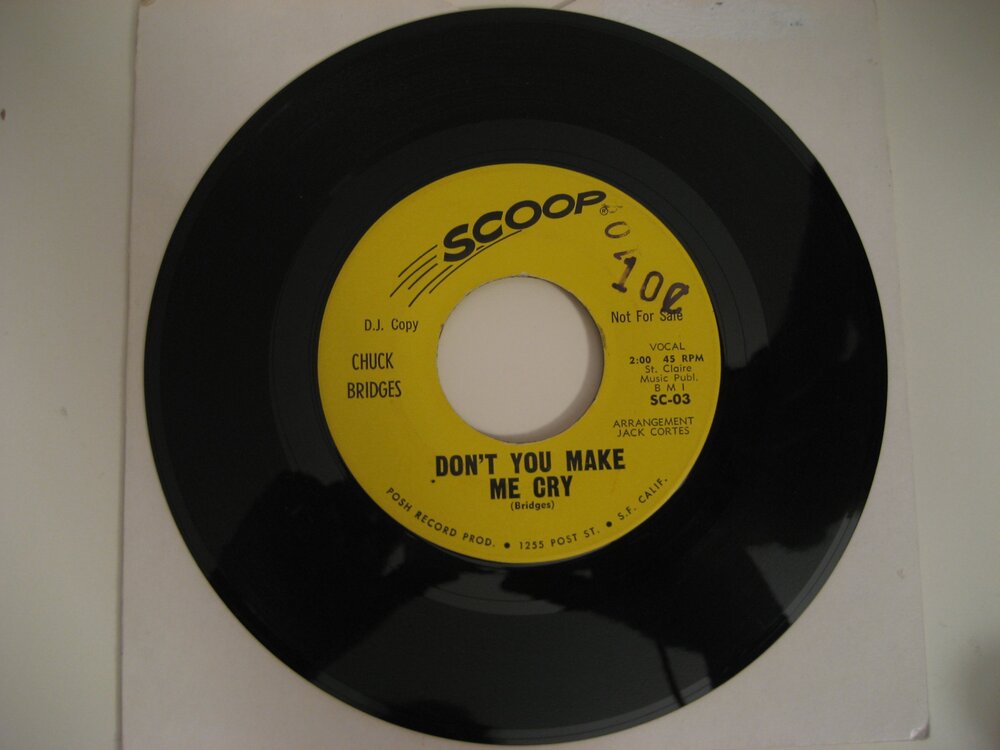 SCOOP
10¢
D.J. Copy
Not For Sale
CHUCK
BRIDGES
VOCAL
2:00 45 RPM
St. Claire
Music Publ.
B M I
SC-03
ARRANGEMENT
JACK CORTES
DON'T YOU MAKE
ME CRY
(Bridges)
POSH RECORD PROD. • 1255 POST ST. • S.F. CALIF.